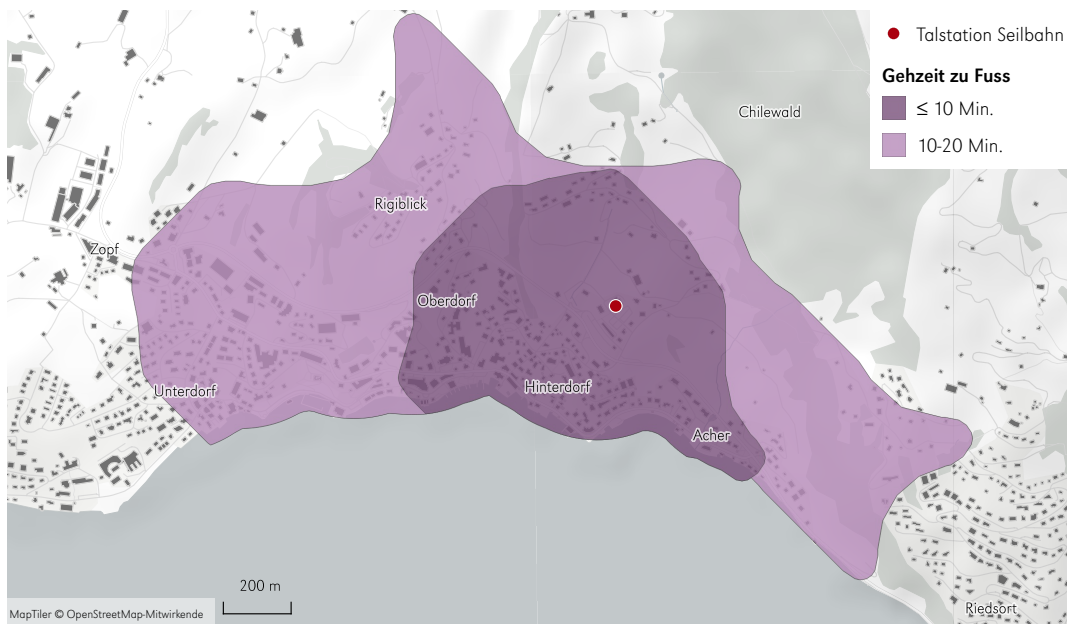 Talstation Seilbahn
Gehzeit zu Fuss
≤ 10 Min.
10-20 Min.
Chilewald
Rigiblick
Zopf
Oberdorf
Hinterdorf
Unterdorf
Acher
200 m
Riedsort
MapTiler © OpenStreetMap-Mitwirkende